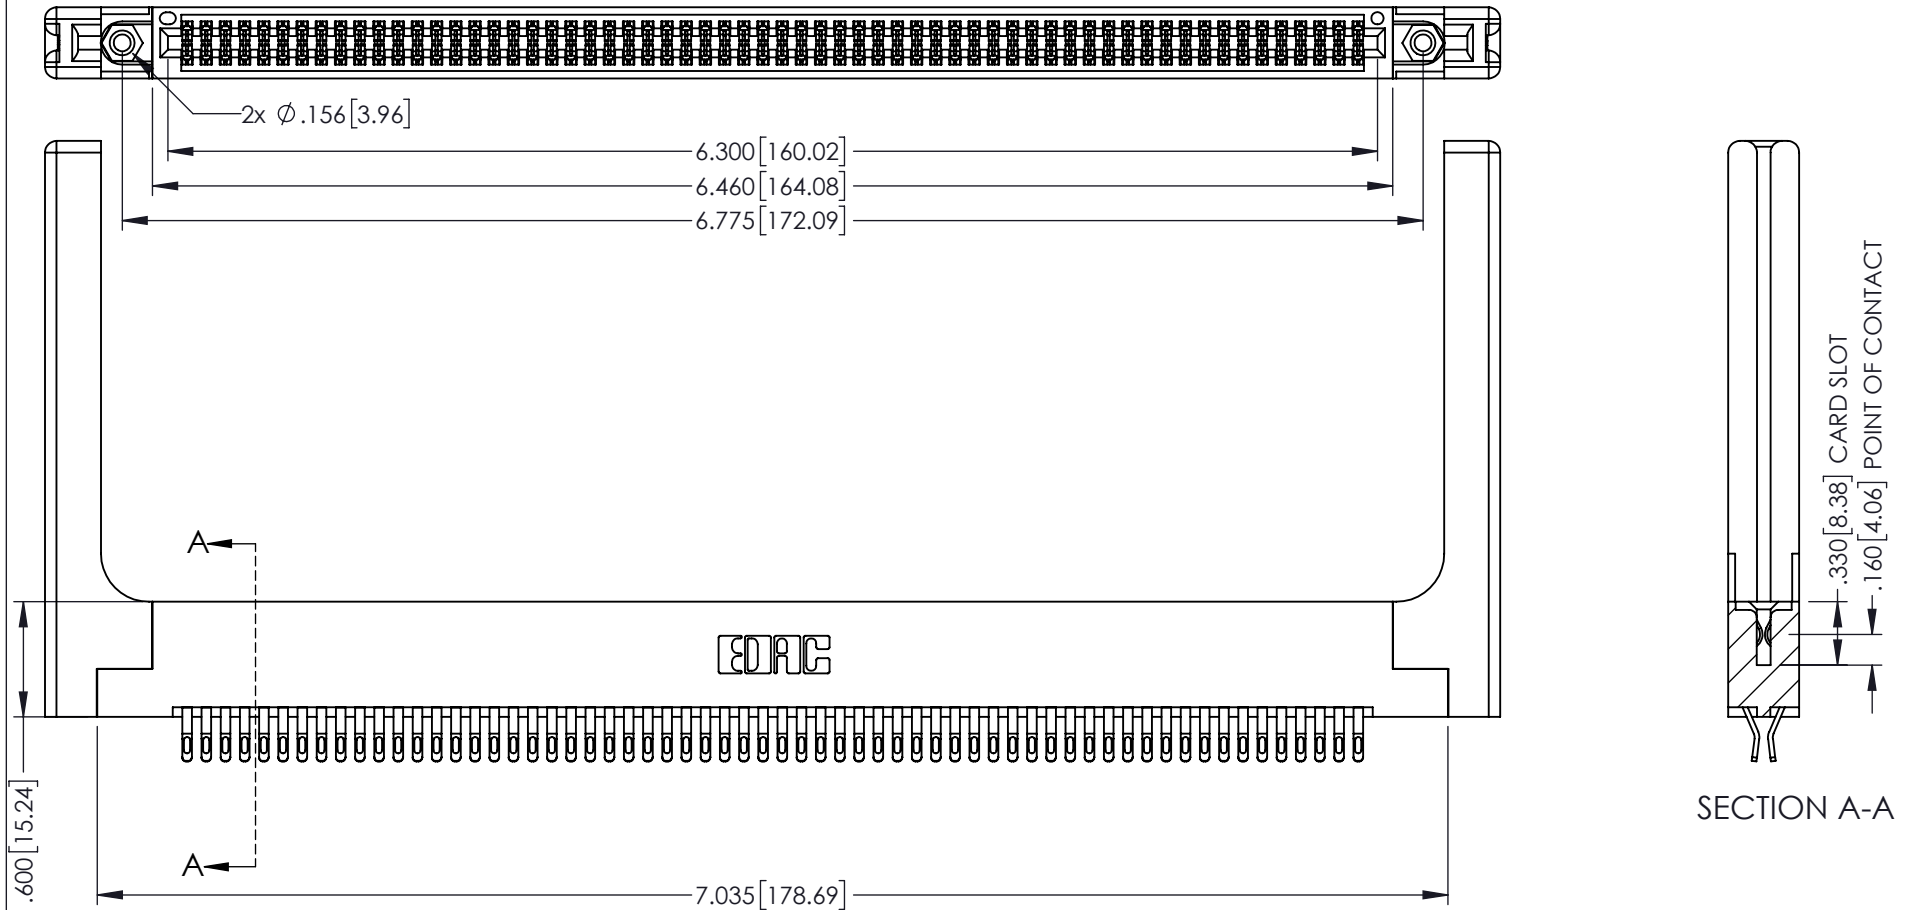 2x Ø.156[3.96]
6.300[160.02]
6.460[164.08]
6.775[172.09]
.330[8.38] CARD SLOT
.160[4.06] POINT OF CONTACT
A
EDAC
.600[15.24]
A
SECTION A-A
7.035[178.69]